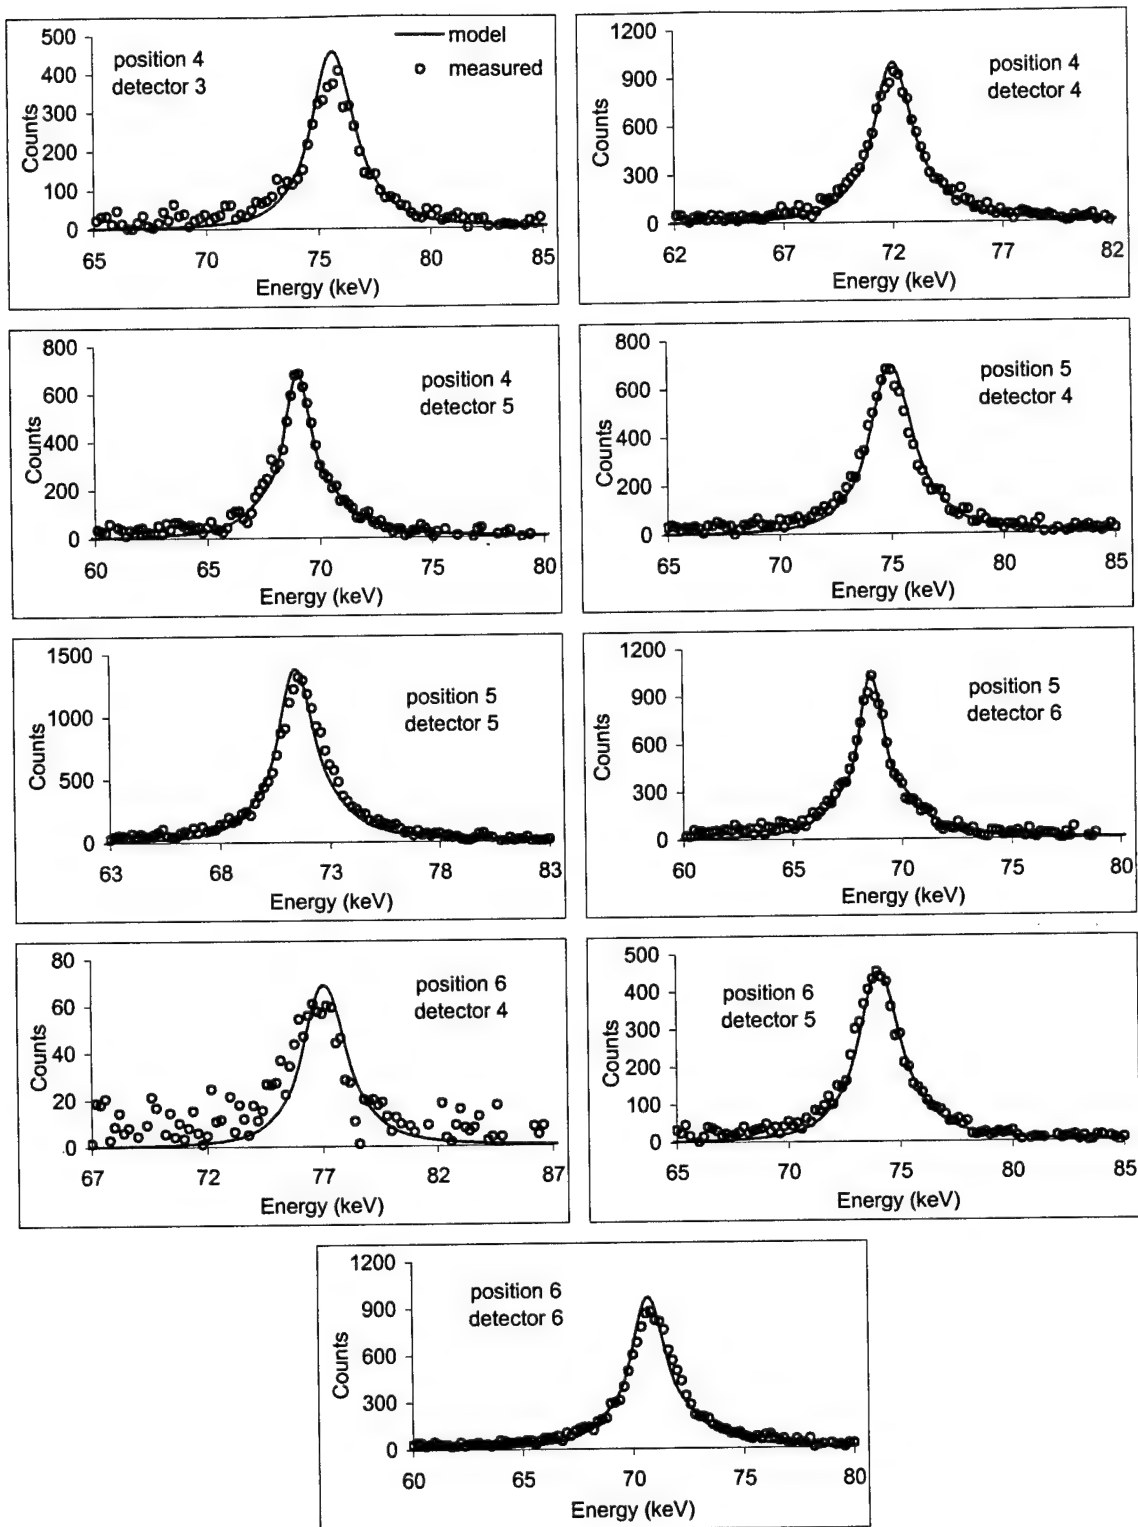 500
400
300
200
100
0
Counts
position 4
detector 3
model
measured
65 70 75 80 85
Energy (keV)
1200
900
600
300
0
Counts
position 4
detector 4
62 67 72 77 82
Energy (keV)
800
600
400
200
0
Counts
position 4
detector 5
60 65 70 75 80
Energy (keV)
800
600
400
200
0
Counts
position 5
detector 4
65 70 75 80 85
Energy (keV)
1500
1000
500
0
Counts
position 5
detector 5
63 68 73 78 83
Energy (keV)
1200
900
600
300
0
Counts
position 5
detector 6
60 65 70 75 80
Energy (keV)
80
60
40
20
0
Counts
position 6
detector 4
67 72 77 82 87
Energy (keV)
500
400
300
200
100
0
Counts
position 6
detector 5
65 70 75 80 85
Energy (keV)
1200
900
600
300
0
Counts
position 6
detector 6
60 65 70 75 80
Energy (keV)